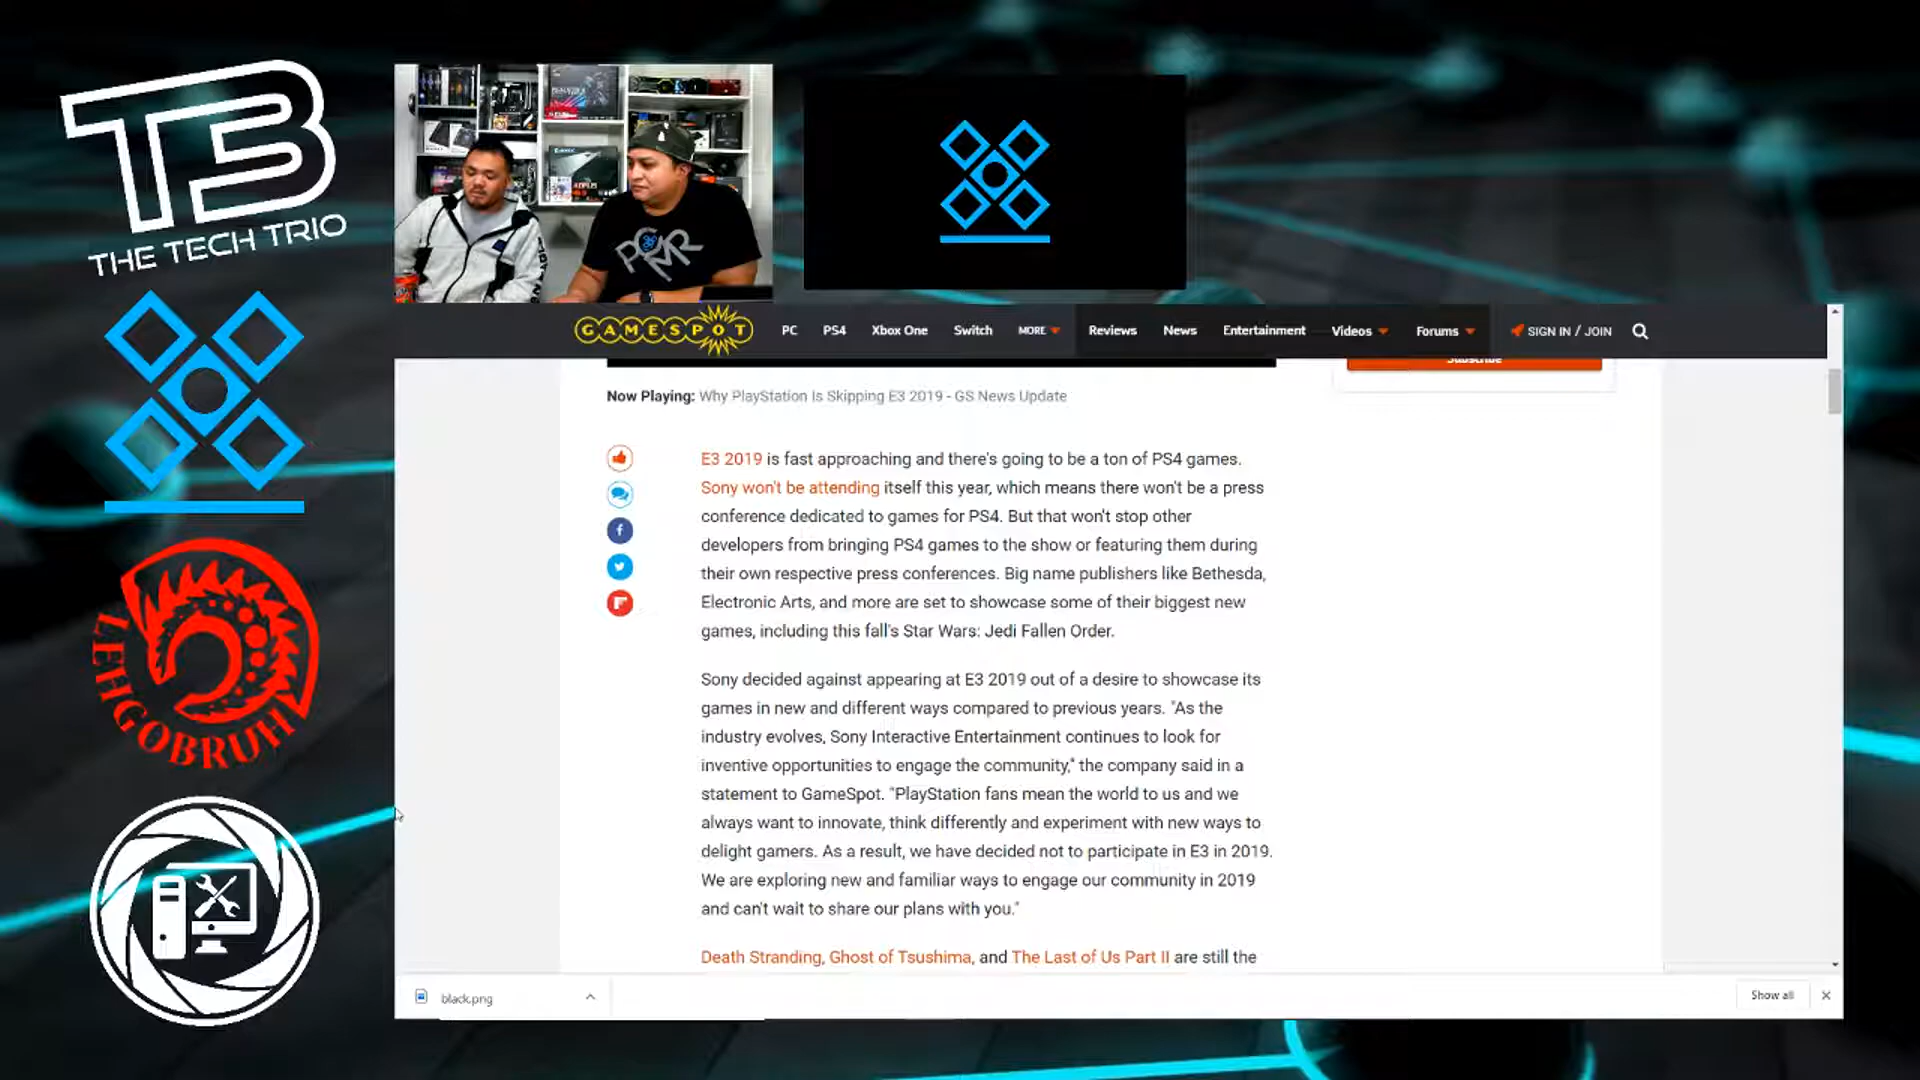 TB
THE TECH TRIO
LEHGOBRUH
PCMR
GAMESPOT
PC PS4 Xbox One Switch MORE Reviews News Entertainment Videos Forums SIGN IN / JOIN
Subscribe
Now Playing: Why PlayStation Is Skipping E3 2019 - GS News Update
E3 2019 is fast approaching and there's going to be a ton of PS4 games.
Sony won't be attending itself this year, which means there won't be a press
conference dedicated to games for PS4. But that won't stop other
developers from bringing PS4 games to the show or featuring them during
their own respective press conferences. Big name publishers like Bethesda,
Electronic Arts, and more are set to showcase some of their biggest new
games, including this fall's Star Wars: Jedi Fallen Order.
Sony decided against appearing at E3 2019 out of a desire to showcase its
games in new and different ways compared to previous years. "As the
industry evolves, Sony Interactive Entertainment continues to look for
inventive opportunities to engage the community," the company said in a
statement to GameSpot. "PlayStation fans mean the world to us and we
always want to innovate, think differently and experiment with new ways to
delight gamers. As a result, we have decided not to participate in E3 in 2019.
We are exploring new and familiar ways to engage our community in 2019
and can't wait to share our plans with you."
Death Stranding, Ghost of Tsushima, and The Last of Us Part II are still the
black.png
Show all